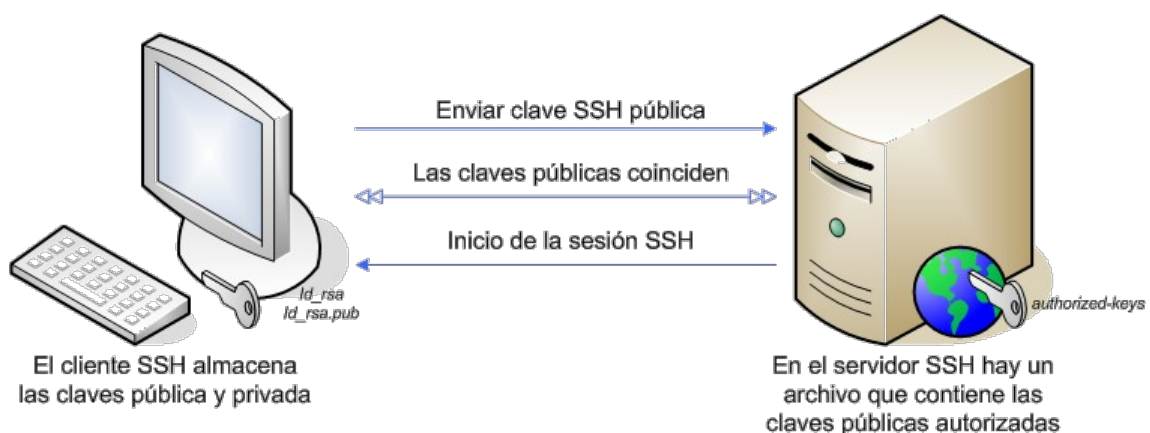 Enviar clave SSH pública
Las claves públicas coinciden
Inicio de la sesión SSH
Id_rsa
Id_rsa.pub
authorized-keys
El cliente SSH almacena
las claves pública y privada
En el servidor SSH hay un
archivo que contiene las
claves públicas autorizadas